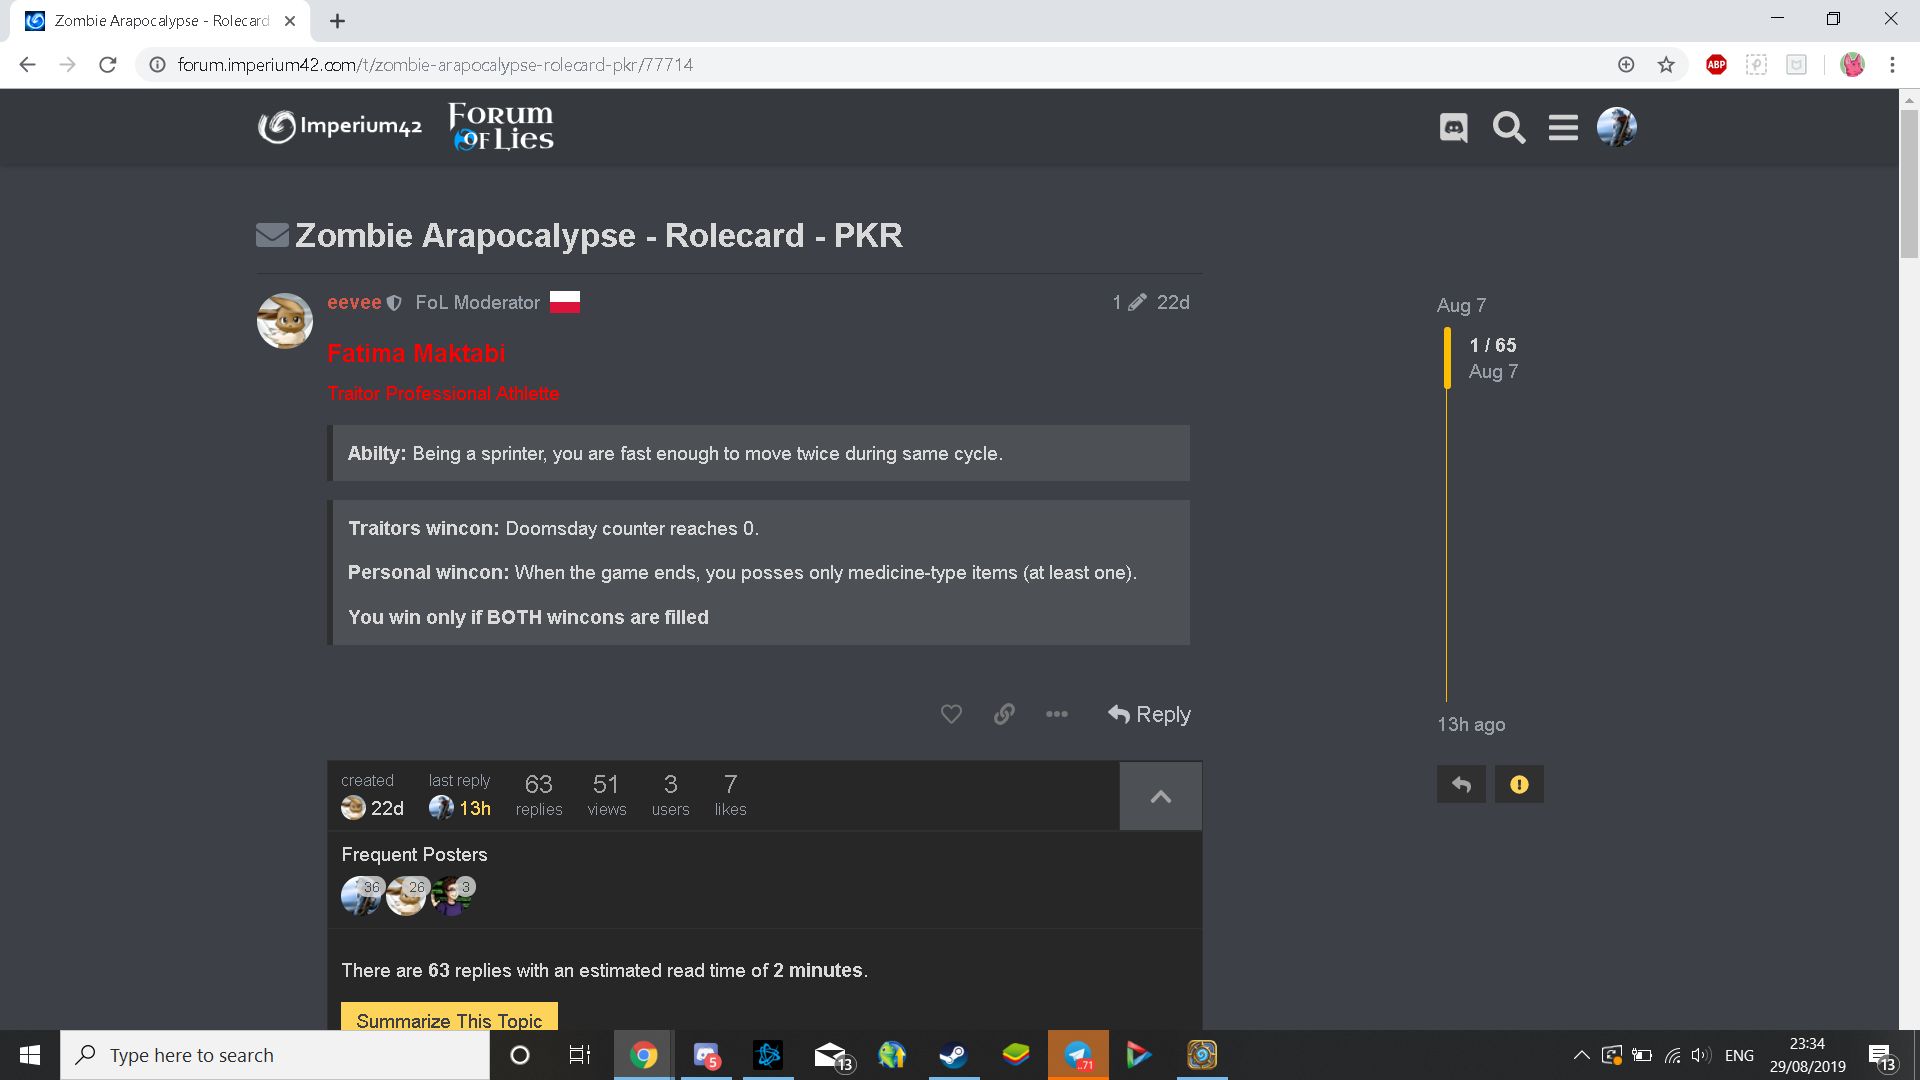 Zombie Arapocalypse - Rolecard
forum.imperium42.com/t/zombie-arapocalypse-rolecard-pkr/77714
ABP
Imperium42
Forum of Lies
Zombie Arapocalypse - Rolecard - PKR
eevee FoL Moderator 1 22d
Fatima Maktabi
Traitor Professional Athlette
Abilty: Being a sprinter, you are fast enough to move twice during same cycle.
Traitors wincon: Doomsday counter reaches 0.
Personal wincon: When the game ends, you posses only medicine-type items (at least one).
You win only if BOTH wincons are filled
Reply
Aug 7
1 / 65
Aug 7
13h ago
created last reply 63 51 3 7
22d 13h replies views users likes
Frequent Posters
36 26 3
There are 63 replies with an estimated read time of 2 minutes.
Summarize This Topic
Type here to search
5
13
..71
ENG
23:34
29/08/2019
13